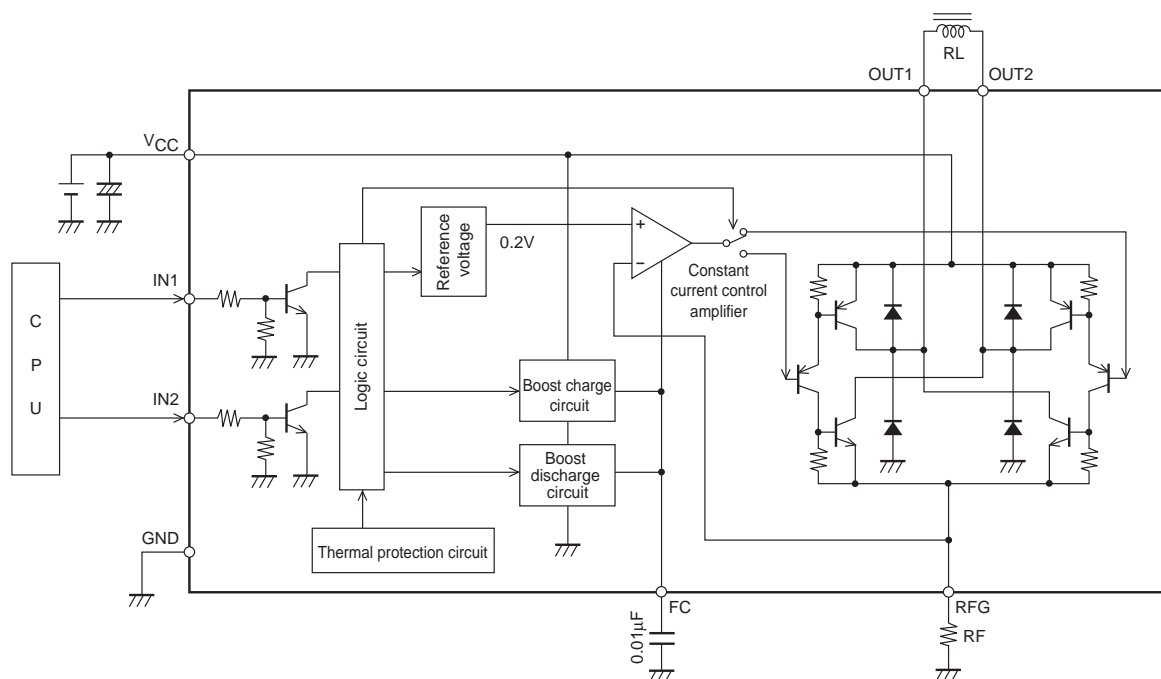 RL
OUT1
OUT2
VCC
Reference
voltage
0.2V
+
−
Constant
current control
amplifier
C
P
U
IN1
IN2
Logic circuit
Boost charge
circuit
Boost
discharge
circuit
Thermal protection circuit
GND
FC
0.01μF
RFG
RF